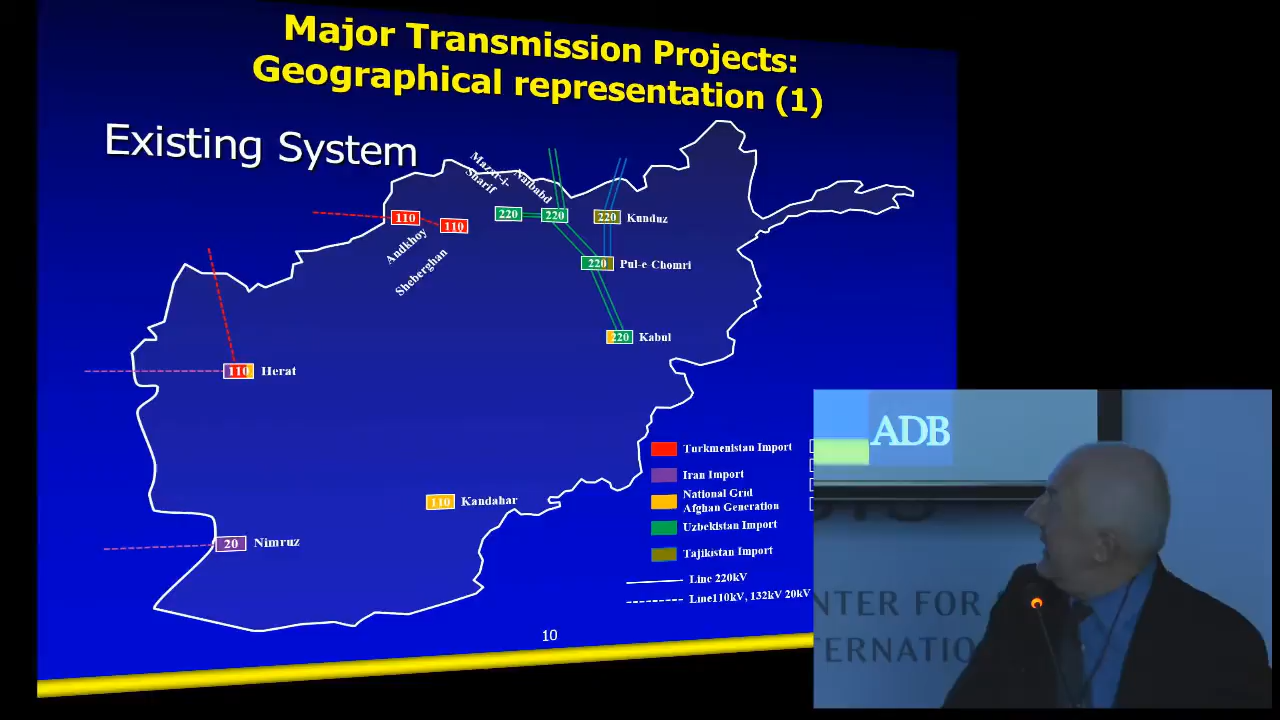 Major Transmission Projects:
Geographical representation (1)
Existing System
Mazar-i-
Sharif
Naibabd
110
110
220
220
220
Kunduz
Andkhoy
Sheberghan
220
Pul-e-Chomri
220
Kabul
110
Herat
110
Kandahar
20
Nimruz
Turkmenistan Import
Iran Import
National Grid
Afghan Generation
Uzbekistan Import
Tajikistan Import
Line 220kV
Line110kV, 132kV 20kV
10
ADB
NTER FOR
TERNATIO